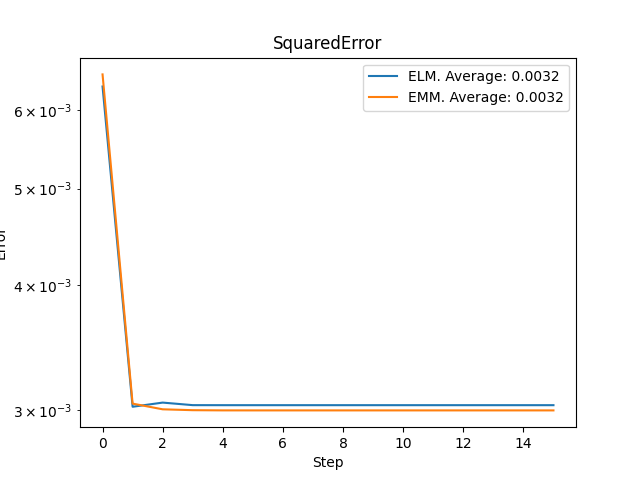 SquaredError
ELM. Average: 0.0032
EMM. Average: 0.0032
6 × 10⁻³
5 × 10⁻³
4 × 10⁻³
3 × 10⁻³
Error
0 2 4 6 8 10 12 14
Step